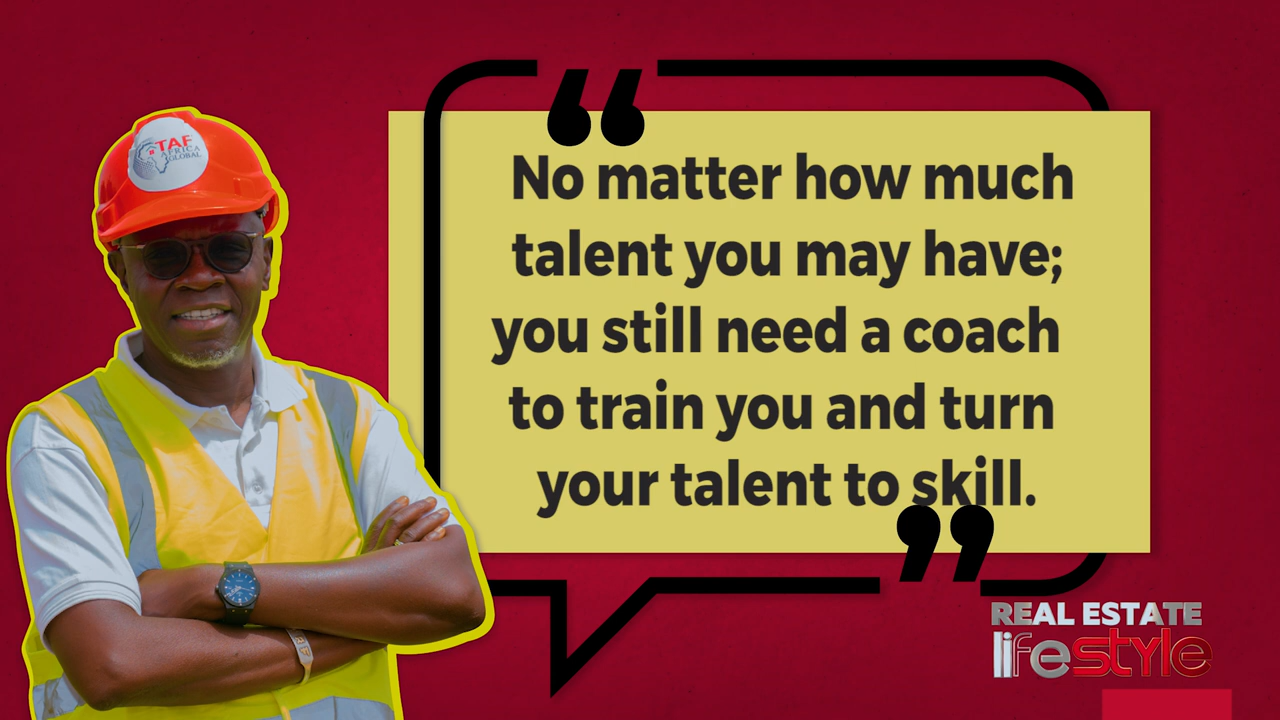 TAF
AFRICA
GLOBAL
No matter how much
talent you may have;
you still need a coach
to train you and turn
your talent to skill.
REAL ESTATE
lifestyle